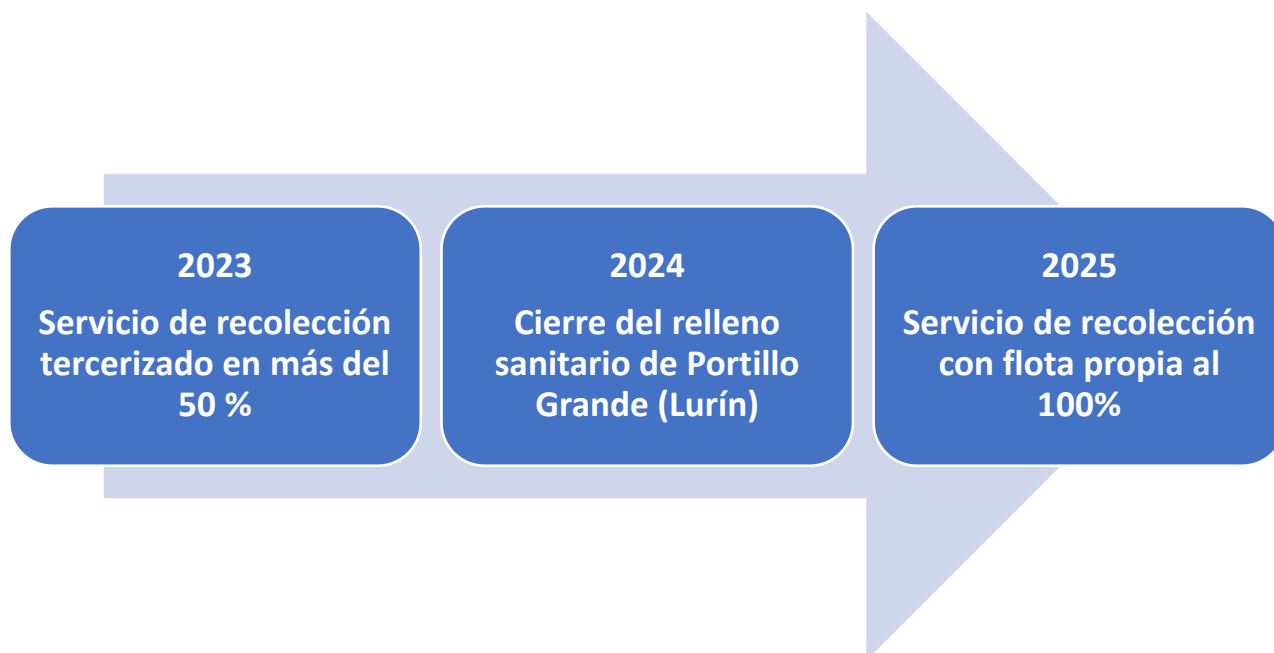 2023
Servicio de recolección
tercerizado en más del
50 %
2024
Cierre del relleno
sanitario de Portillo
Grande (Lurín)
2025
Servicio de recolección
con flota propia al
100%